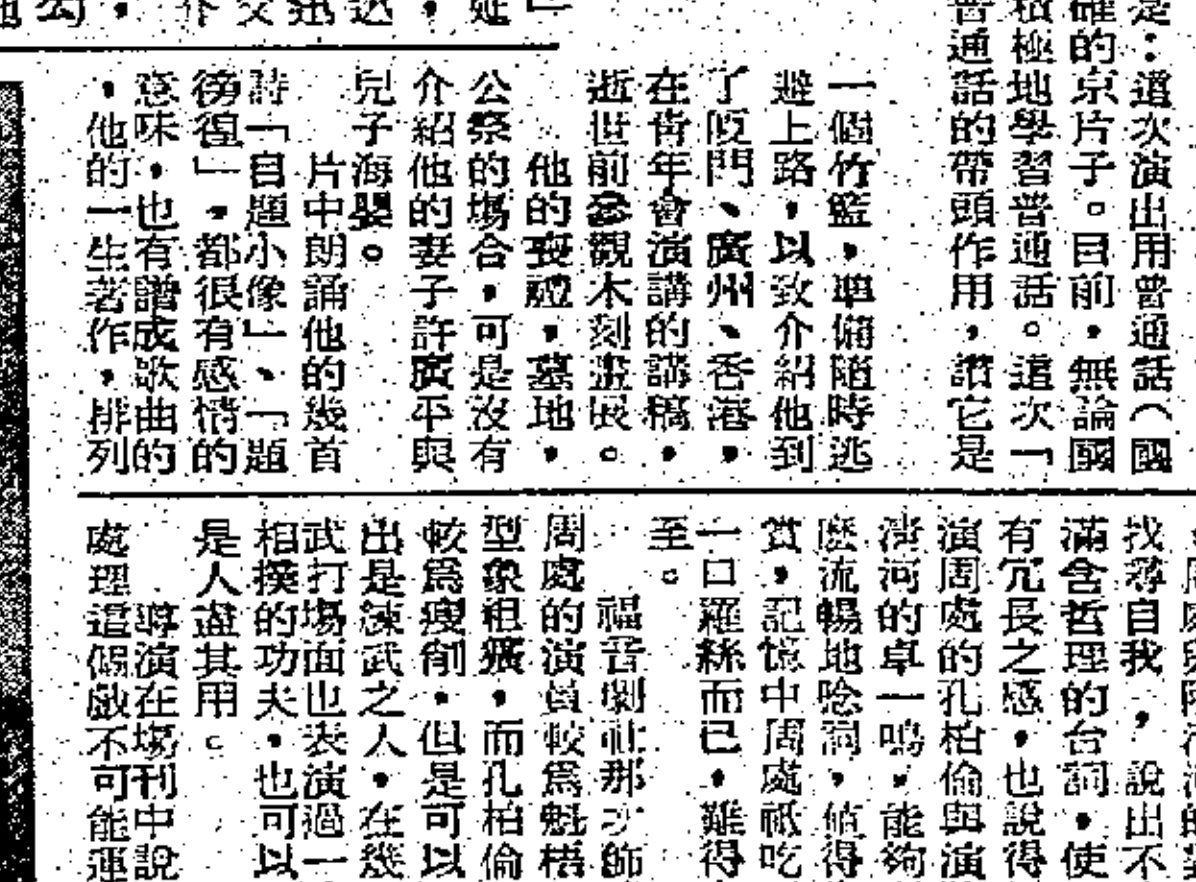 是：這次演出用普通話（國
確的京片子。目前，無論國
積極地學習普通話。這次「
普通話的帶頭作用，讚它是
一個竹籃，準備隨時逃
避上路，以致介紹他到
了廈門、廣州、香港，
在青年會演講的講稿，
逝世前參觀木刻畫展。
他的喪禮，墓地，
公祭的場合，可是沒有
介紹他的妻子許廣平與
兒子海嬰。
片中朗誦他的幾首
詩「自題小像」、「題
徬徨」，都很有感情的
意味，也有譜成歌曲的
，他的一生著作，排列
找尋自我，說出不
滿含哲理的台詞，使
有冗長之感，也說得
演周處的孔柏倫與演
清河的卓一鳴，能夠
麼流暢地唸詞，值得
賞，記憶中周處祇吃
一口羅絲而已，難得
至。
福音劇社那次飾
周處的演員較爲魁梧
型象粗獷，而孔柏倫
較爲瘦削，但是可以
出是練武之人，在幾
武打場面也表演過一
相撲的功夫，也可以
是人盡其用。
導演在場刊中說
處理這個戲不可能運